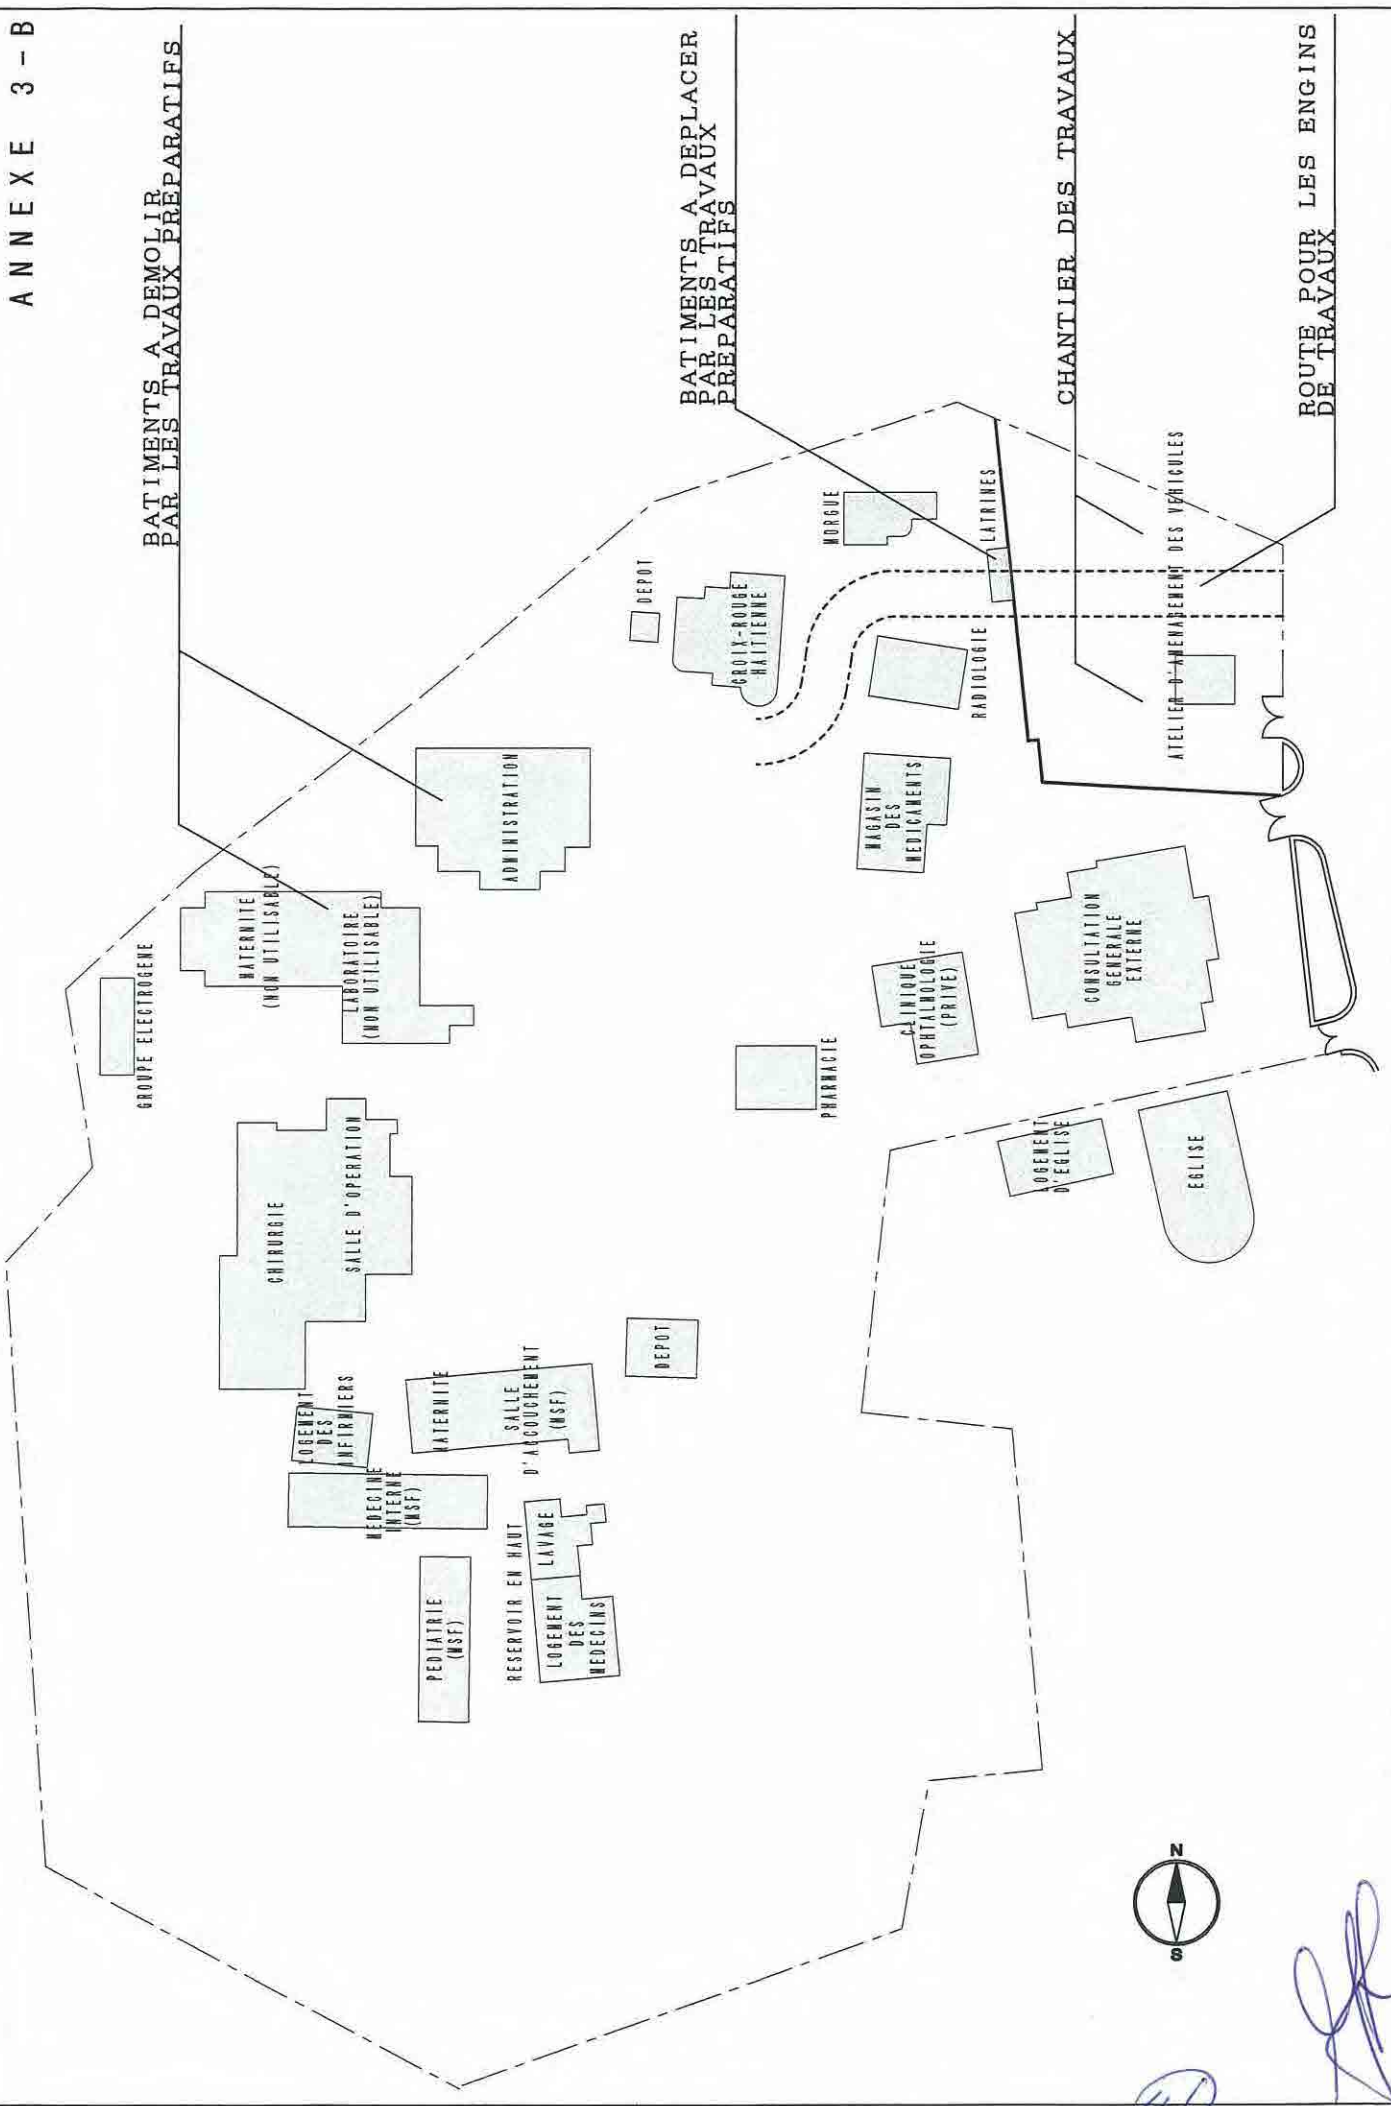 ANNEXE 3-B
BATIMENTS A DEMOLIR
PAR LES TRAVAUX PREPARATIFS
BATIMENTS A DEPLACER
PAR LES TRAVAUX
PREPARATIFS
CHANTIER DES TRAVAUX
ROUTE POUR LES ENGINS
DE TRAVAUX
GROUPE ELECTROGENE
MATERNITE
(NON UTILISABLE)
LABORATOIRE
(NON UTILISABLE)
ADMINISTRATION
DEPOT
CROIX-ROUGE
HAITIENNE
MORGUE
LATRINES
RADIOLOGIE
ATELIER D'AMENAGEMENT DES VEHICULES
MAGASIN
DES
MEDICAMENTS
CHIRURGIE
SALLE D'OPERATION
PHARMACIE
CLINIQUE
OPHTALMOLOGIE
(PRIVE)
CONSULTATION
GENERALE
EXTERNE
LOGEMENT
DES
INFIRMIERS
MATERNITE
SALLE
D'ACCOUCHEMENT
(MSF)
DEPOT
LOGEMENT
D'EGLISE
EGLISE
MEDECINE
INTERNE
(MSF)
PEDIATRIE
(MSF)
RESERVOIR EN HAUT
LAVAGE
LOGEMENT
DES
MEDECINS
N
S